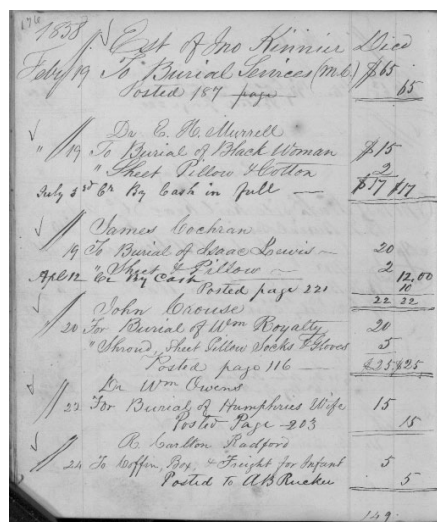 176
1858 Est of Jno Kinnier Decd
Feby 19 To Burial Services (M.C.) $65
Posted 187 page 65
Dr E. H. Murrell
" 19 To Burial of Black Woman $15
" Sheet Pillow & Cotton 2
July 3rd Cr By Cash in full — $17 $17
James Cochran
19 To Burial of Isaac Lewis — 20
" Sheet & Pillow — 2
Apl 12 Cr By Cash 12,00
Posted page 221 10
22 22
John Crouse
20 For Burial of Wm Royalty 20
" Shroud, Sheet Pillow Socks & Gloves 5
Posted page 116 — $25 $25
Dr Wm Owens
22 For Burial of Humphries Wife 15
Posted Page - 203 15
R. Carlton Radford
24 To Coffin, Box, & Freight for Infant 5
Posted to A B Rucker 5
149